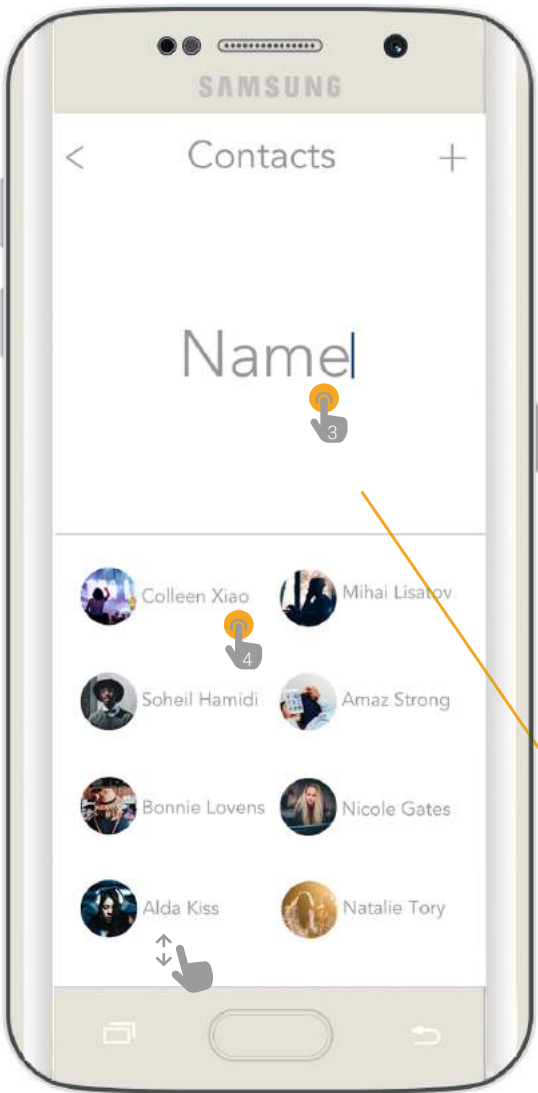 SAMSUNG
< Contacts +
Name
3
Colleen Xiao
Mihai Lisatov
4
Soheil Hamidi
Amaz Strong
Bonnie Lovens
Nicole Gates
Alda Kiss
Natalie Tory